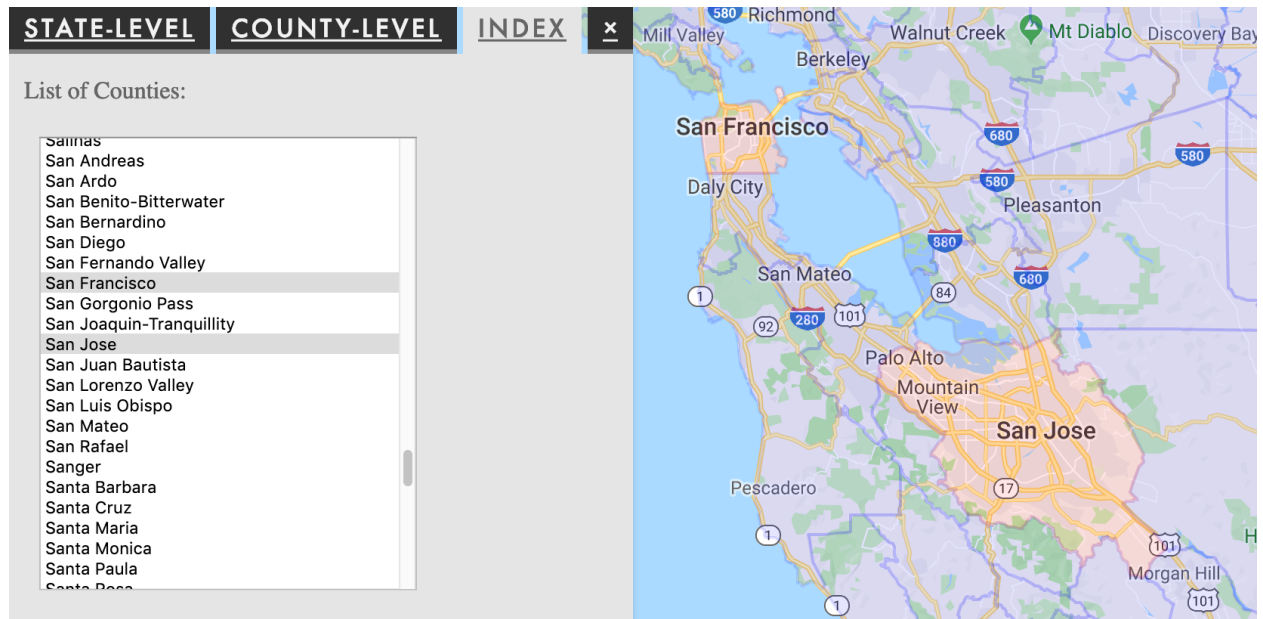 STATE-LEVEL
COUNTY-LEVEL
INDEX
×
List of Counties:
Salinas
San Andreas
San Ardo
San Benito-Bitterwater
San Bernardino
San Diego
San Fernando Valley
San Francisco
San Gorgonio Pass
San Joaquin-Tranquillity
San Jose
San Juan Bautista
San Lorenzo Valley
San Luis Obispo
San Mateo
San Rafael
Sanger
Santa Barbara
Santa Cruz
Santa Maria
Santa Monica
Santa Paula
Santa Rosa
580
Richmond
Mill Valley
Walnut Creek
Mt Diablo
Discovery Bay
Berkeley
San Francisco
680
580
Daly City
580
Pleasanton
880
San Mateo
680
1
84
92
280
101
Palo Alto
Mountain
View
San Jose
Pescadero
17
1
101
H
Morgan Hill
1
101